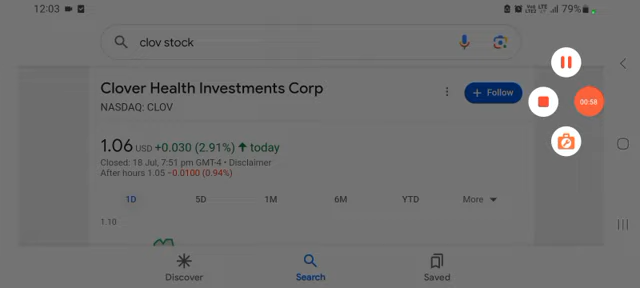 12:03
79%
clov stock
Clover Health Investments Corp
NASDAQ: CLOV
Follow
1.06 USD +0.030 (2.91%) today
Closed: 18 Jul, 7:51 pm GMT-4 • Disclaimer
After hours 1.05 -0.0100 (0.94%)
1D 5D 1M 6M YTD More
1.10
00:58
Discover Search Saved